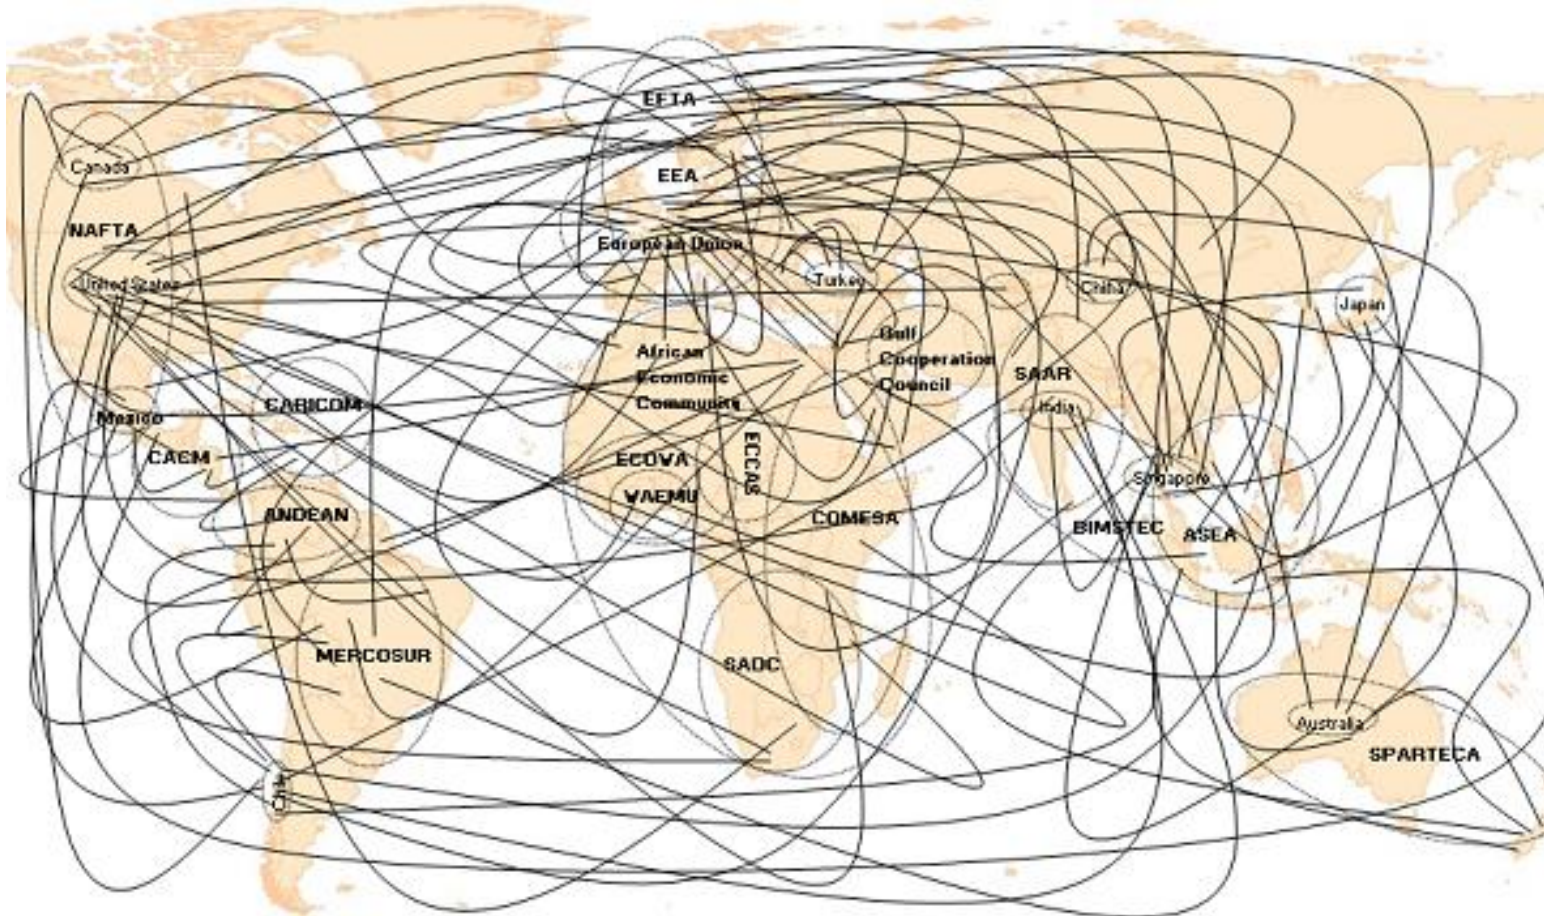 EFTA
Canada
EEA
NAFTA
European Union
United States
Turkey
China
Japan
Gulf
Cooperation
Council
African
Economic
Community
SAAR
India
CARICOM
Mexico
CACM
ECOWA
ECCAS
Singapore
WAEMU
ANDEAN
COMESA
BIMSTEC
ASEA
MERCOSUR
SADC
Australia
SPARTECA
Chile